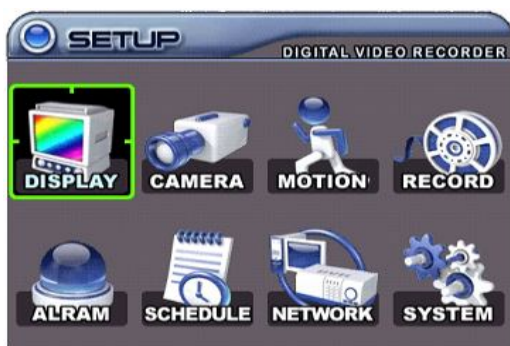 SETUP
DIGITAL VIDEO RECORDER
DISPLAY CAMERA MOTION RECORD
ALRAM SCHEDULE NETWORK SYSTEM